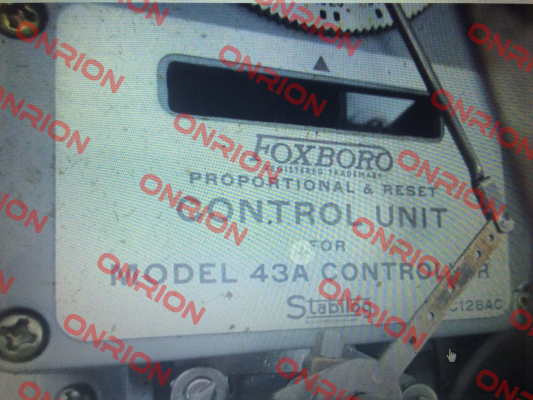 FOXBORO
REGISTERED TRADEMARK
PROPORTIONAL & RESET
CONTROL UNIT
FOR
MODEL 43A CONTROLLER
Stabilog
C126AC
ONRION